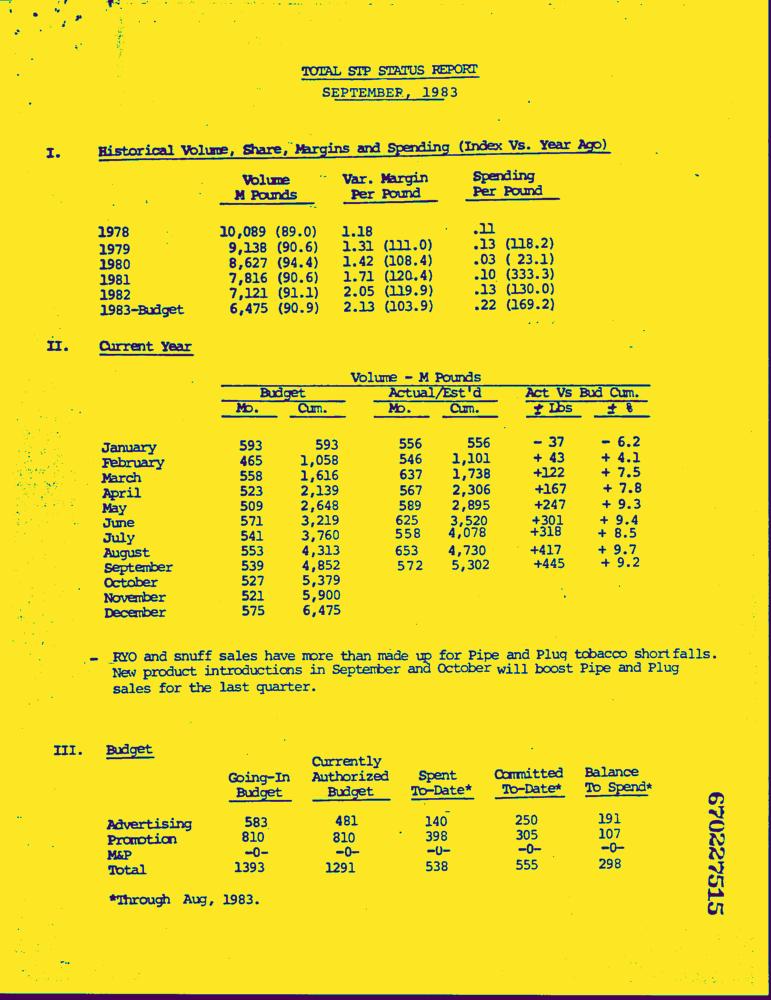 TOTAL STP STATUS REPORT
SEPTEMBER, 1983
I. Historical Volume, Share, Margins and Spending (Index Vs. Year Ago)
Volume Var. Margin Spending
M Pounds Per Pound Per Pound
1978 10,089 (89.0) 1.18 .11
1979 9,138 (90.6) 1.31 (111.0) .13 (118.2)
1980 8,627 (94.4) 1.42 (108.4) .03 ( 23.1)
1981 7,816 (90.6) 1.71 (120.4) .10 (333.3)
1982 7,121 (91.1) 2.05 (119.9) .13 (130.0)
1983-Budget 6,475 (90.9) 2.13 (103.9) .22 (169.2)
II. Current Year
Volume - M Pounds
Budget Actual/Est'd Act Vs Bud Cum.
Mo. Cum. Mo. Cum. ± Lbs ± %
January 593 593 556 556 - 37 - 6.2
February 465 1,058 546 1,101 + 43 + 4.1
March 558 1,616 637 1,738 +122 + 7.5
April 523 2,139 567 2,306 +167 + 7.8
May 509 2,648 589 2,895 +247 + 9.3
June 571 3,219 625 3,520 +301 + 9.4
July 541 3,760 558 4,078 +318 + 8.5
August 553 4,313 653 4,730 +417 + 9.7
September 539 4,852 572 5,302 +445 + 9.2
October 527 5,379
November 521 5,900
December 575 6,475
- RYO and snuff sales have more than made up for Pipe and Plug tobacco shortfalls.
New product introductions in September and October will boost Pipe and Plug
sales for the last quarter.
III. Budget
Currently
Going-In Authorized Spent Committed Balance
Budget Budget To-Date* To-Date* To Spend*
Advertising 583 481 140 250 191
Promotion 810 810 398 305 107
M&P -0- -0- -0- -0- -0-
Total 1393 1291 538 555 298
*Through Aug, 1983.
670227515